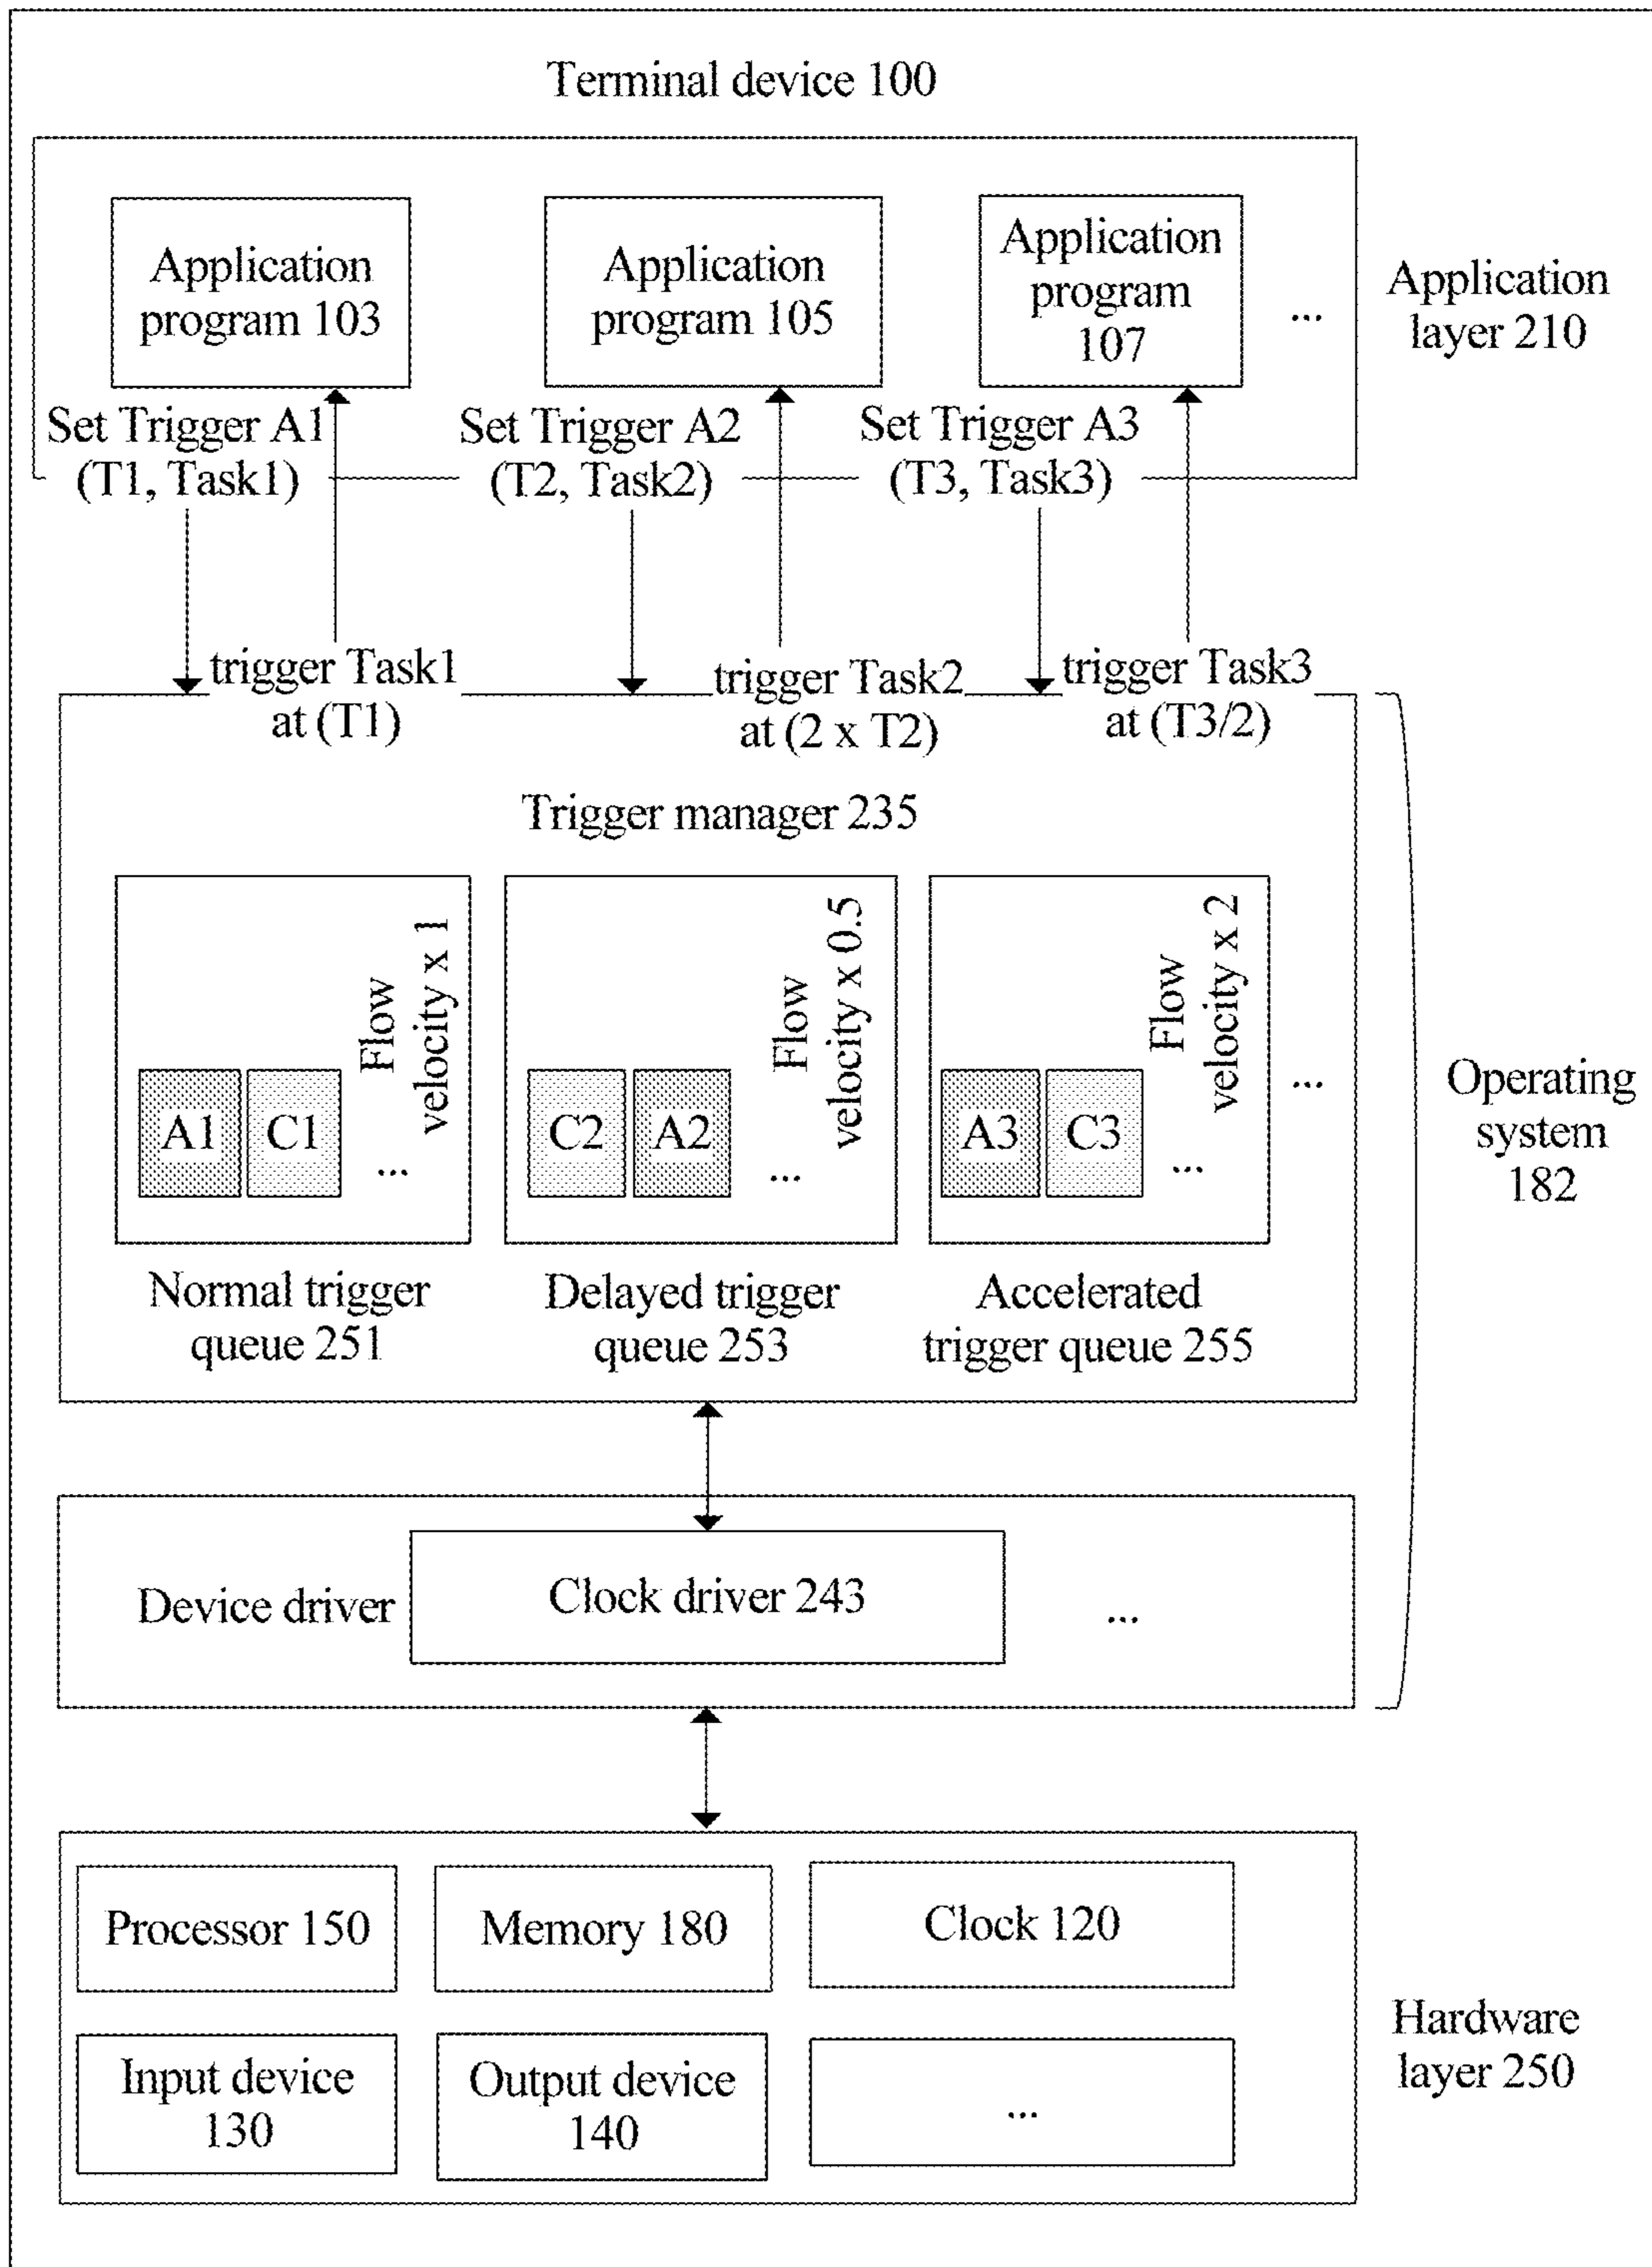 Terminal device 100
Application
program 103
Application
program 105
Application
program
107
...
Application
layer 210
Set Trigger A1
(T1, Task1)
Set Trigger A2
(T2, Task2)
Set Trigger A3
(T3, Task3)
trigger Task1
at (T1)
trigger Task2
at (2 x T2)
trigger Task3
at (T3/2)
Trigger manager 235
A1
C1
...
Flow
velocity x 1
C2
A2
...
Flow
velocity x 0.5
A3
C3
...
Flow
velocity x 2
...
Normal trigger
queue 251
Delayed trigger
queue 253
Accelerated
trigger queue 255
Operating
system
182
Device driver
Clock driver 243
...
Processor 150
Memory 180
Clock 120
Input device
130
Output device
140
...
Hardware
layer 250